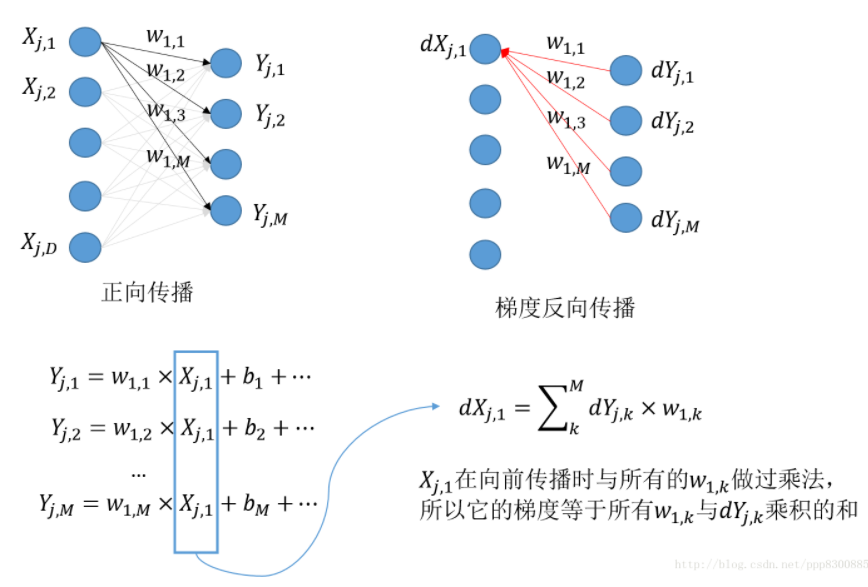 X_{j,1}
X_{j,2}
X_{j,D}
w_{1,1}
w_{1,2}
w_{1,3}
w_{1,M}
Y_{j,1}
Y_{j,2}
Y_{j,M}
正向传播
dX_{j,1}
w_{1,1}
w_{1,2}
w_{1,3}
w_{1,M}
dY_{j,1}
dY_{j,2}
dY_{j,M}
梯度反向传播
Y_{j,1} = w_{1,1} × X_{j,1} + b_1 + ⋯
Y_{j,2} = w_{1,2} × X_{j,1} + b_2 + ⋯
...
Y_{j,M} = w_{1,M} × X_{j,1} + b_M + ⋯
dX_{j,1} = ∑_k^M dY_{j,k} × w_{1,k}
X_{j,1}在向前传播时与所有的w_{1,k}做过乘法，
所以它的梯度等于所有w_{1,k}与dY_{j,k}乘积的和
http://blog.csdn.net/ppp8300885